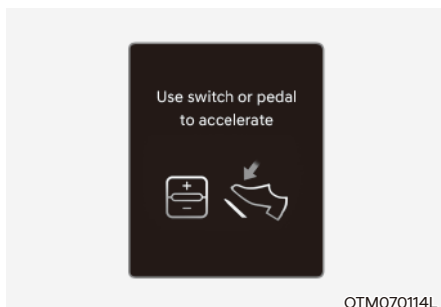 Use switch or pedal
to accelerate
+
−
OTM070114L